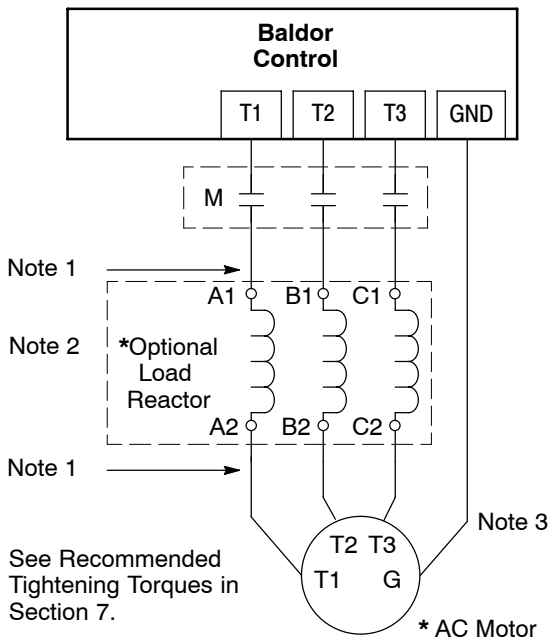 Baldor
Control
T1 T2 T3 GND
M
Note 1
A1 B1 C1
Note 2
*Optional
Load
Reactor
A2 B2 C2
Note 1
Note 3
T2 T3
T1 G
See Recommended
Tightening Torques in
Section 7.
* AC Motor